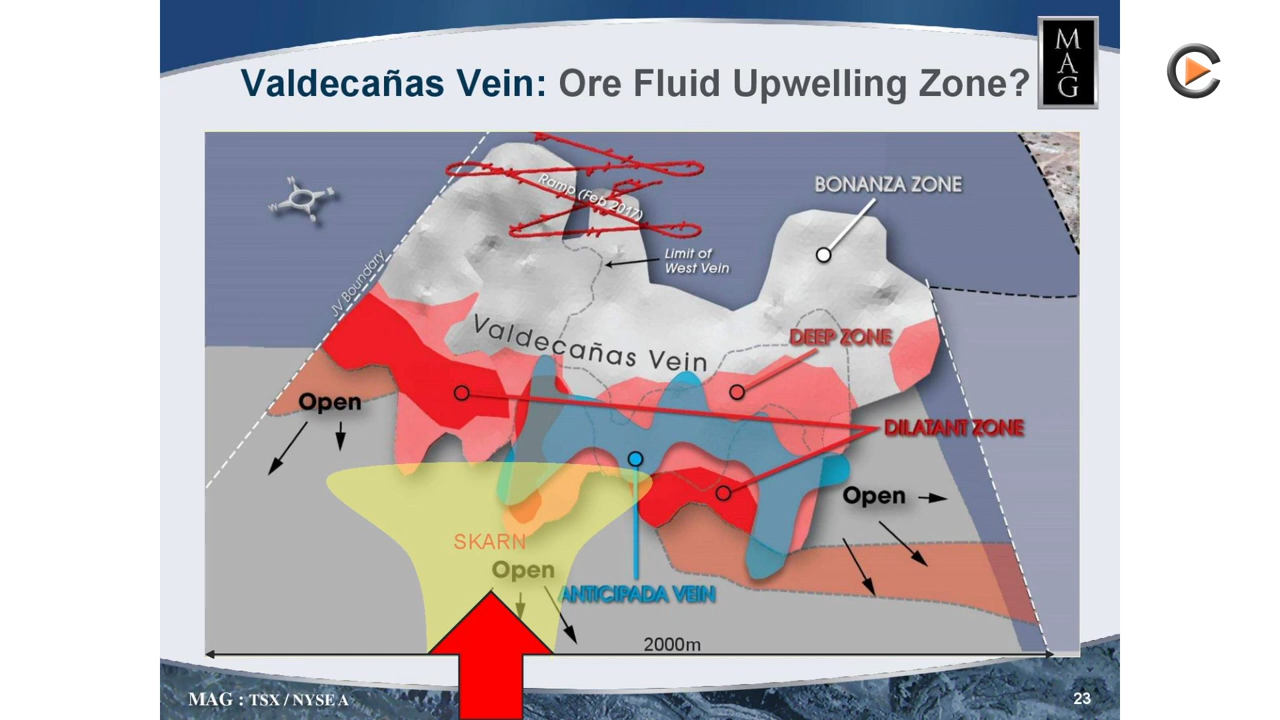 Valdecañas Vein: Ore Fluid Upwelling Zone?
M
A
G
N
W
E
S
Ramp (Feb 2017)
BONANZA ZONE
Limit of
West Vein
JV Boundary
Valdecañas Vein
DEEP ZONE
Open
DILATANT ZONE
Open
SKARN
Open
ANTICIPADA VEIN
2000m
MAG : TSX / NYSE A
23